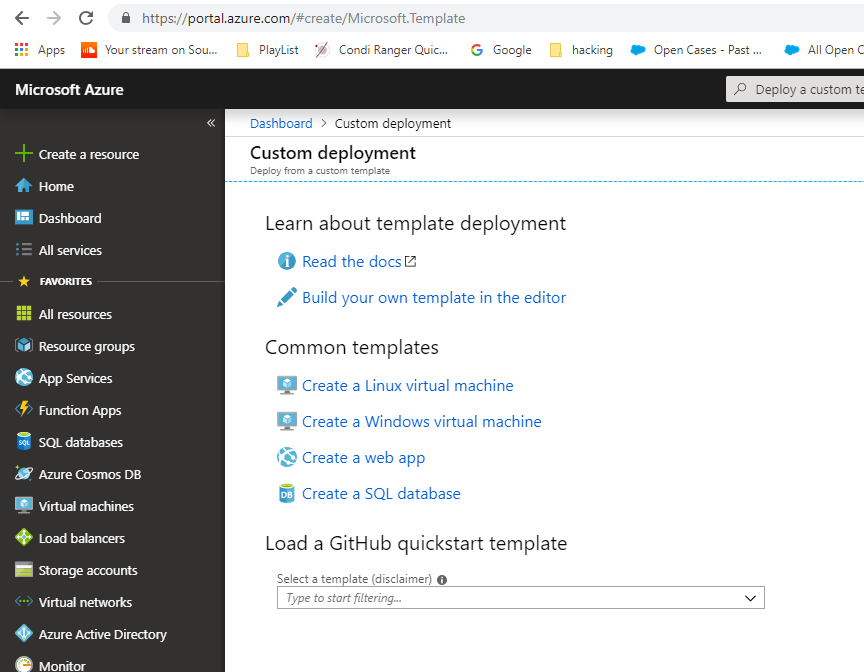 https://portal.azure.com/#create/Microsoft.Template
Apps Your stream on Sou... PlayList Condi Ranger Quic... Google hacking Open Cases - Past ... All Open
Microsoft Azure
Deploy a custom
«
Dashboard > Custom deployment
Custom deployment
Deploy from a custom template
Create a resource
Home
Dashboard
All services
FAVORITES
All resources
Resource groups
App Services
Function Apps
SQL databases
Azure Cosmos DB
Virtual machines
Load balancers
Storage accounts
Virtual networks
Azure Active Directory
Monitor
Learn about template deployment
Read the docs
Build your own template in the editor
Common templates
Create a Linux virtual machine
Create a Windows virtual machine
Create a web app
Create a SQL database
Load a GitHub quickstart template
Select a template (disclaimer)
Type to start filtering...
SQL
DB